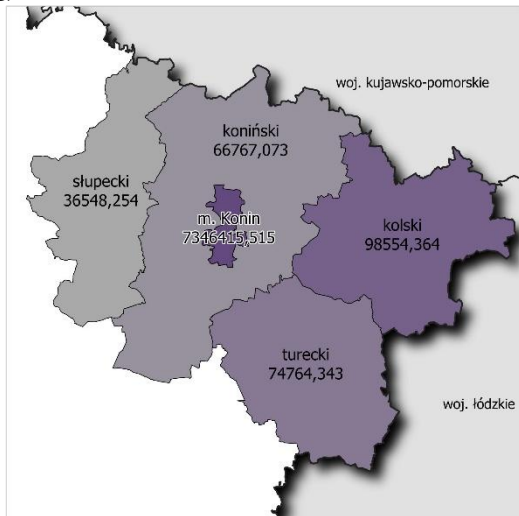 woj. kujawsko-pomorskie
koniński
66767,073
słupecki
36548,254
m. Konin
7346415,515
kolski
98554,364
turecki
74764,343
woj. łódzkie